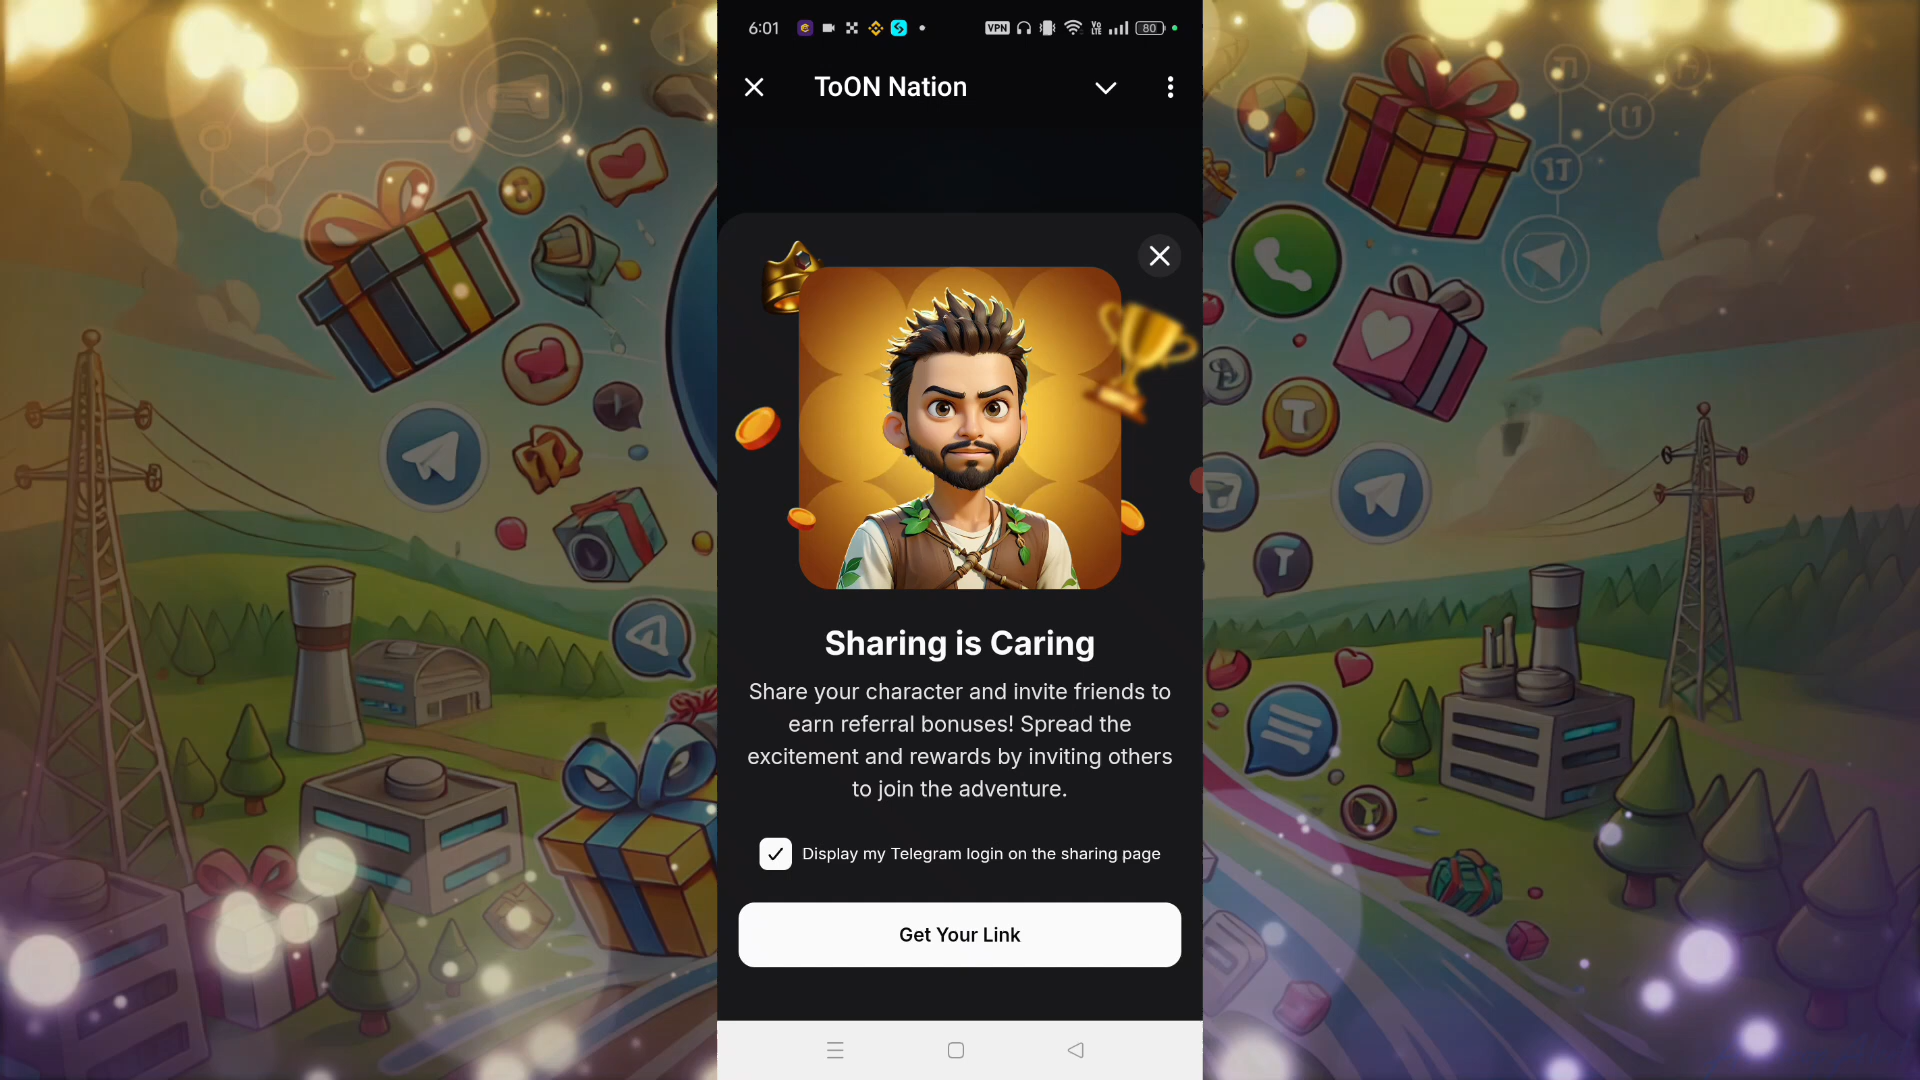 6:01
VPN
Vo
LTE
80
ToON Nation
Sharing is Caring
Share your character and invite friends to
earn referral bonuses! Spread the
excitement and rewards by inviting others
to join the adventure.
Display my Telegram login on the sharing page
Get Your Link